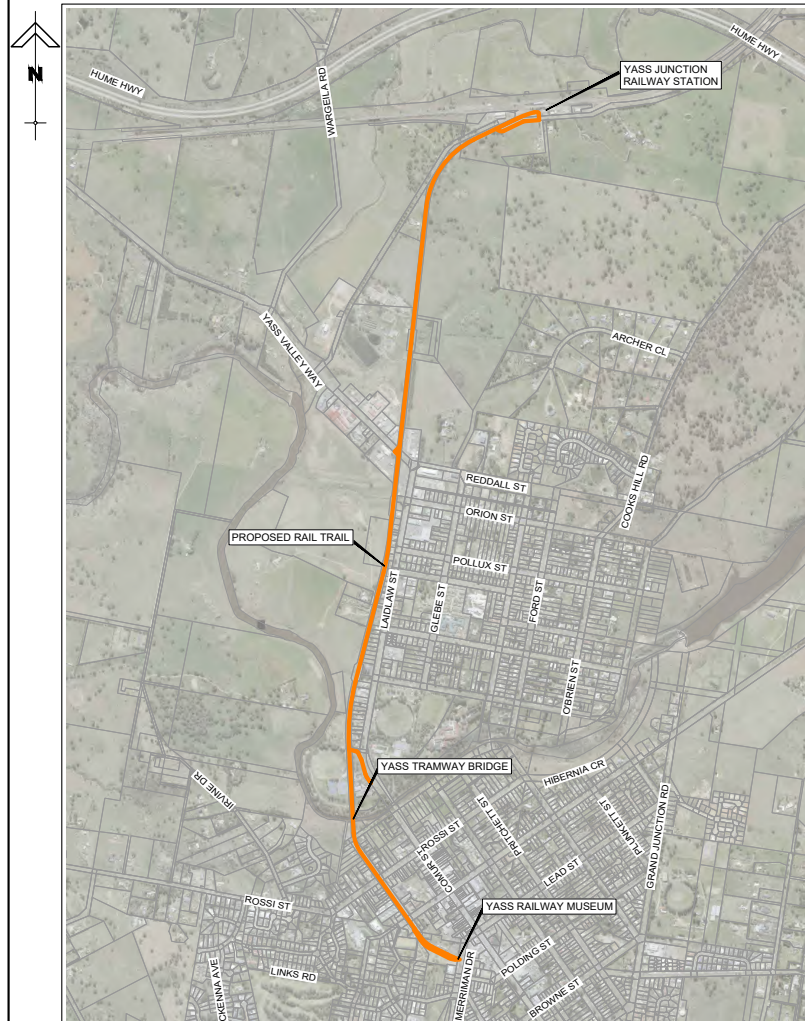 N
HUME HWY
HUME HWY
WARGEILA RD
YASS JUNCTION
RAILWAY STATION
YASS VALLEY WAY
ARCHER CL
COOKS HILL RD
REDDALL ST
ORION ST
PROPOSED RAIL TRAIL
POLLUX ST
LAIDLAW ST
GLEBE ST
FORD ST
O'BRIEN ST
YASS TRAMWAY BRIDGE
HIBERNIA CR
IRVINE DR
ROSSI ST
PRITCHETT ST
PLUNKETT ST
GRAND JUNCTION RD
COMUR ST
LEAD ST
ROSSI ST
YASS RAILWAY MUSEUM
POLDING ST
LINKS RD
CKENNA AVE
MERRIMAN DR
BROWNE ST